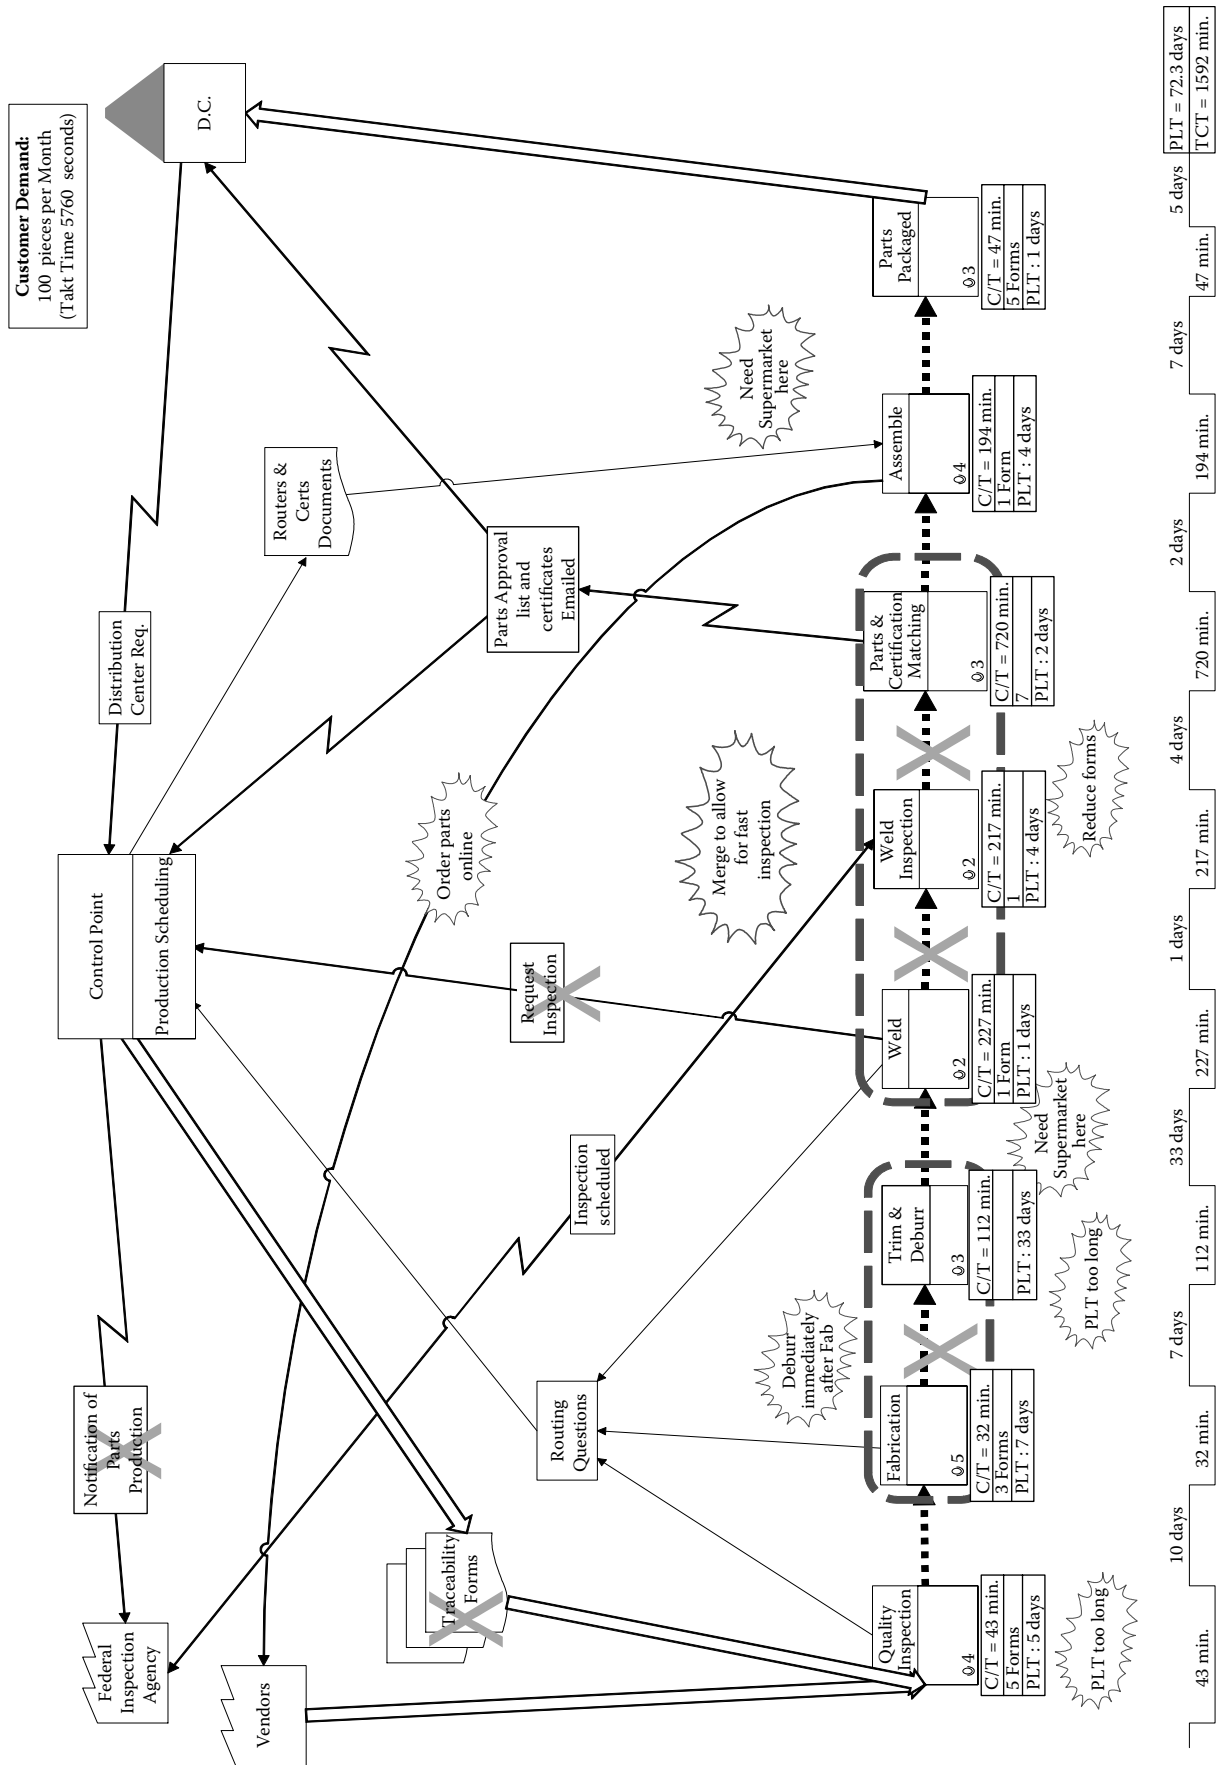 Customer Demand:
100 pieces per Month
(Takt Time 5760 seconds)
D.C.
Distribution
Center Req.
Control Point
Production Scheduling
Notification of
Parts
Production
Federal
Inspection
Agency
Vendors
Traceability
Forms
Routers &
Certs
Documents
Parts Approval
list and
certificates
Emailed
Order parts
online
Request
Inspection
Inspection
scheduled
Routing
Questions
Merge to allow
for fast
inspection
Need
Supermarket
here
Deburr
immediately
after Fab
Quality
Inspection
4
C/T = 43 min.
5 Forms
PLT : 5 days
PLT too long
Fabrication
5
C/T = 32 min.
3 Forms
PLT : 7 days
Trim &
Deburr
3
C/T = 112 min.
PLT : 33 days
PLT too long
Need
Supermarket
here
Weld
2
C/T = 227 min.
1 Form
PLT : 1 days
Weld
Inspection
2
C/T = 217 min.
1
PLT : 4 days
Reduce forms
Parts &
Certification
Matching
3
C/T = 720 min.
7
PLT : 2 days
Assemble
4
C/T = 194 min.
1 Form
PLT : 4 days
Parts
Packaged
3
C/T = 47 min.
5 Forms
PLT : 1 days
43 min.
10 days
32 min.
7 days
112 min.
33 days
227 min.
1 days
217 min.
4 days
720 min.
2 days
194 min.
7 days
47 min.
5 days
PLT = 72.3 days
TCT = 1592 min.